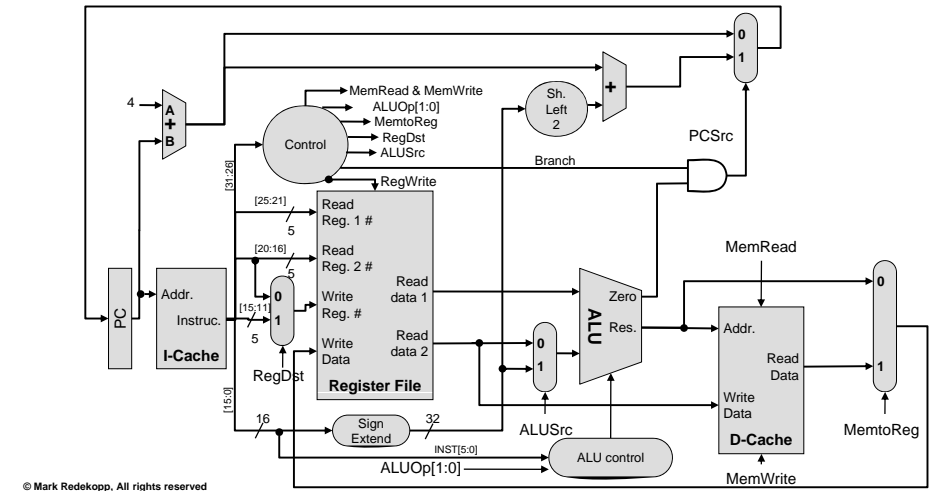 0
1
4
A
+
B
Control
MemRead & MemWrite
ALUOp[1:0]
MemtoReg
RegDst
ALUSrc
Branch
RegWrite
Sh.
Left
2
+
PCSrc
[31:26]
[25:21]
5
[20:16]
5
[15:11]
5
[15:0]
PC
Addr.
Instruc.
I-Cache
0
1
RegDst
Read
Reg. 1 #
Read
Reg. 2 #
Write
Reg. #
Write
Data
Read
data 1
Read
data 2
Register File
0
1
ALUSrc
ALU
Zero
Res.
MemRead
Addr.
Read
Data
Write
Data
D-Cache
MemWrite
0
1
MemtoReg
16
Sign
Extend
32
INST[5:0]
ALUOp[1:0]
ALU control
© Mark Redekopp, All rights reserved